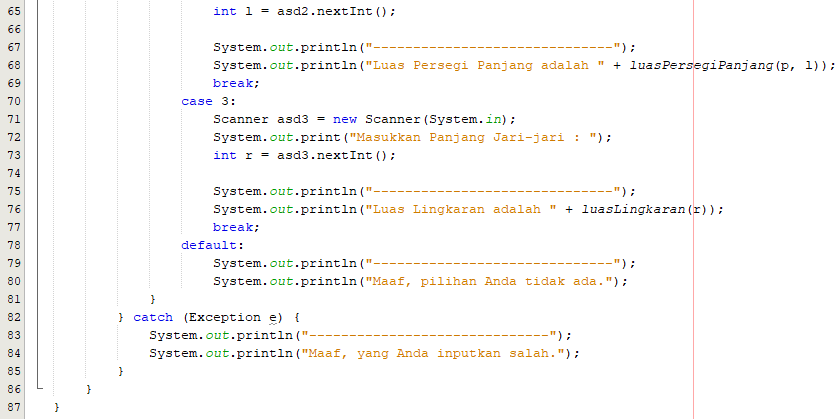 65 int l = asd2.nextInt();
66
67 System.out.println("------------------------------");
68 System.out.println("Luas Persegi Panjang adalah " + luasPersegiPanjang(p, l));
69 break;
70 case 3:
71 Scanner asd3 = new Scanner(System.in);
72 System.out.print("Masukkan Panjang Jari-jari : ");
73 int r = asd3.nextInt();
74
75 System.out.println("------------------------------");
76 System.out.println("Luas Lingkaran adalah " + luasLingkaran(r));
77 break;
78 default:
79 System.out.println("------------------------------");
80 System.out.println("Maaf, pilihan Anda tidak ada.");
81 }
82 } catch (Exception e) {
83 System.out.println("------------------------------");
84 System.out.println("Maaf, yang Anda inputkan salah.");
85 }
86 }
87 }